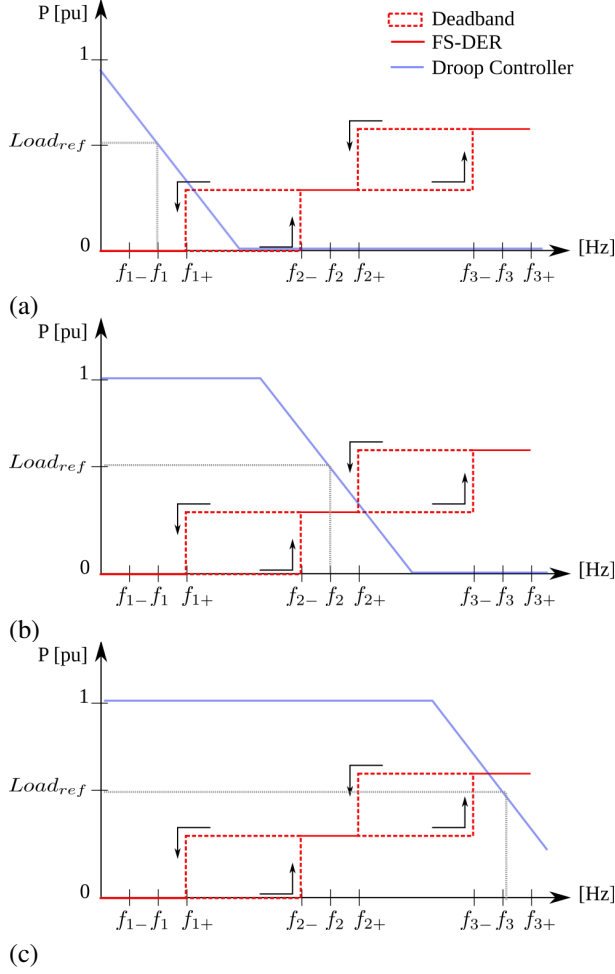 P [pu]
Deadband
FS-DER
Droop Controller
1
Load_ref
0
[Hz]
f_1- f_1 f_1+ f_2- f_2 f_2+ f_3- f_3 f_3+
(a)
P [pu]
1
Load_ref
0
[Hz]
f_1- f_1 f_1+ f_2- f_2 f_2+ f_3- f_3 f_3+
(b)
P [pu]
1
Load_ref
0
[Hz]
f_1- f_1 f_1+ f_2- f_2 f_2+ f_3- f_3 f_3+
(c)